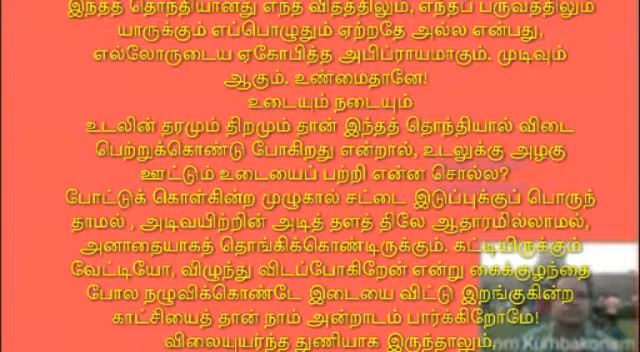 இந்தத் தொந்தியானது எந்த விதத்திலும், எந்தப் பருவத்திலும்
யாருக்கும் எப்பொழுதும் ஏற்றதே அல்ல என்பது,
எல்லோருடைய ஏகோபித்த அபிப்ராயமாகும். முடிவும்
ஆகும். உண்மைதானே!
உடையும் நடையும்
உடலின் தரமும் திறமும் தான் இந்தத் தொந்தியால் விடை
பெற்றுக்கொண்டு போகிறது என்றால், உடலுக்கு அழகு
ஊட்டும் உடையைப் பற்றி என்ன சொல்ல?
போட்டுக் கொள்கின்ற முழுகால் சட்டை இடுப்புக்குப் பொருந்
தாமல் , அடிவயிற்றின் அடித் தளத் திலே ஆதாரமில்லாமல்,
அனாதையாகத் தொங்கிக்கொண்டிருக்கும். கட்டியிருக்கும்
வேட்டியோ, விழுந்து விடப்போகிறேன் என்று கைக்குழந்தை
போல நழுவிக்கொண்டே இடையை விட்டு இறங்குகின்ற
காட்சியைத் தான் நாம் அன்றாடம் பார்க்கிறோமே!
விலையுயர்ந்த துணியாக இருந்தாலும்,
om Kumbakonam